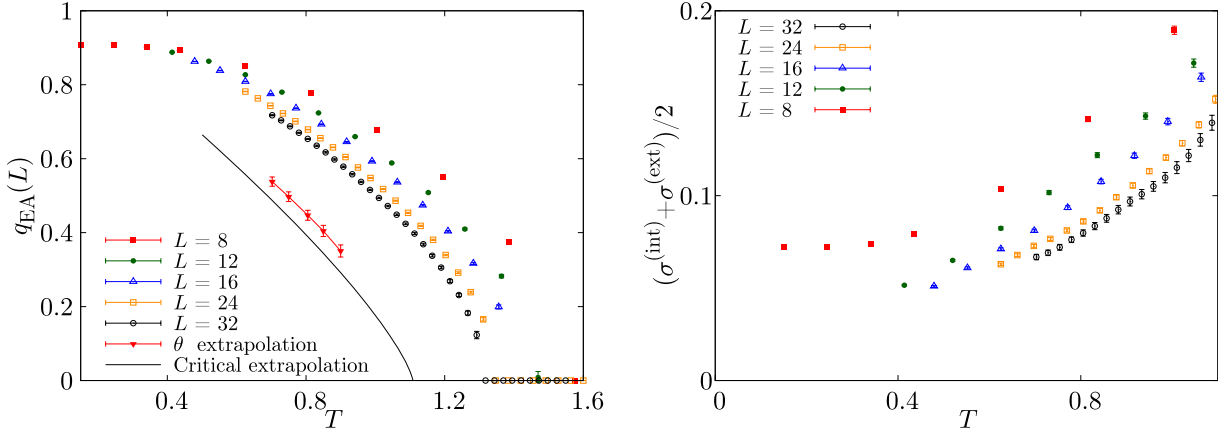 1
0.8
0.6
0.4
0.2
0
q_EA(L)
L = 8
L = 12
L = 16
L = 24
L = 32
θ extrapolation
Critical extrapolation
0.4 0.8 1.2 1.6
T
0.2
0.1
0
(σ^(int)+σ^(ext))/2
L = 32
L = 24
L = 16
L = 12
L = 8
0 0.4 0.8
T